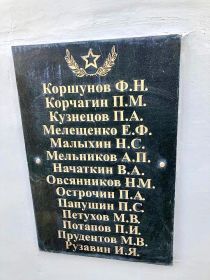 Коршунов Ф.Н.
Корчагин П.М.
Кузнецов П.А.
Мелещенко Е.Ф.
Малыхин Н.С.
Мельников А.П.
Начаткин В.А.
Овсянников Н.М.
Острочин П.А.
Папушин П.С.
Петухов М.В.
Потапов П.И.
Прудентов М.В.
Рузавин И.Я.